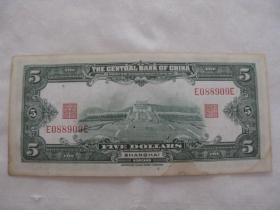 THE CENTRAL BANK OF CHINA
5 5
E088909E
E088909E
5 5
FIVE DOLLARS
SHANGHAI